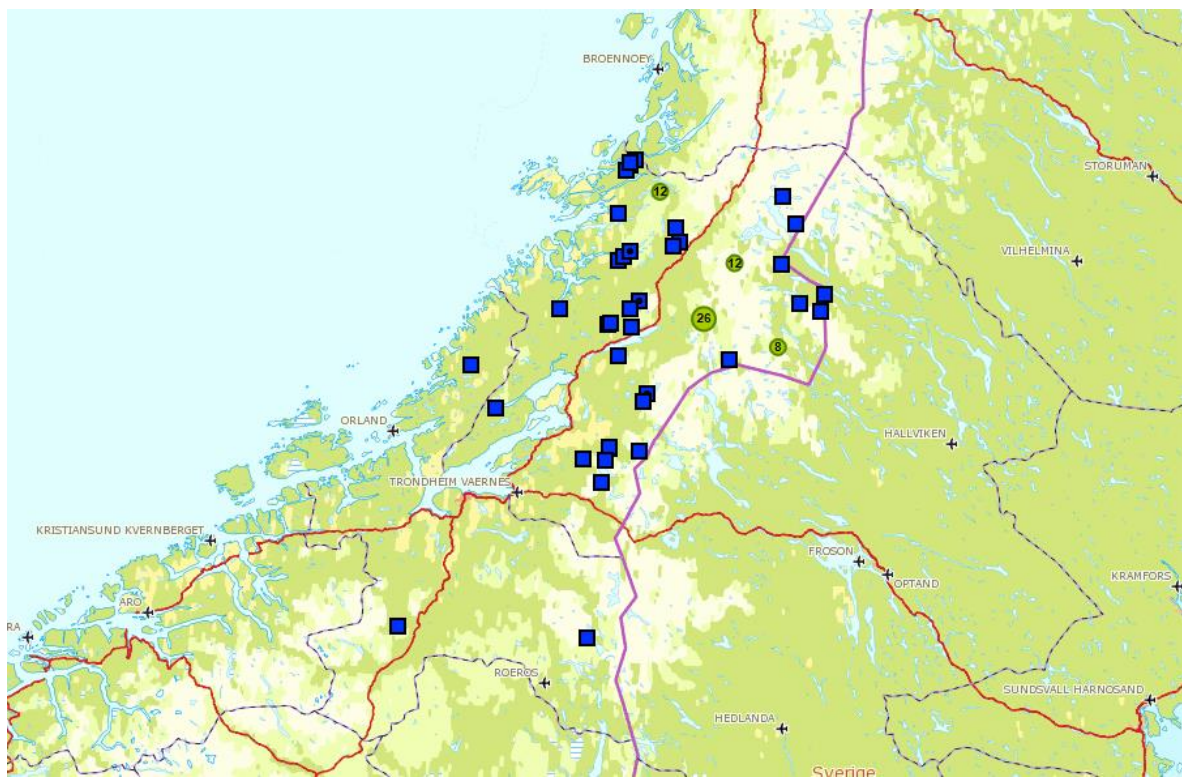 BROENNOEY
STORUMAN
12
VILHELMINA
12
26
8
ORLAND
HALLVIKEN
TRONDHEIM VAERNES
KRISTIANSUND KVERNBERGET
FROSON
OPTAND
KRAMFORS
ARO
RA
ROEROS
SUNDSVALL HARNOSAND
HEDLANDA
Sverige